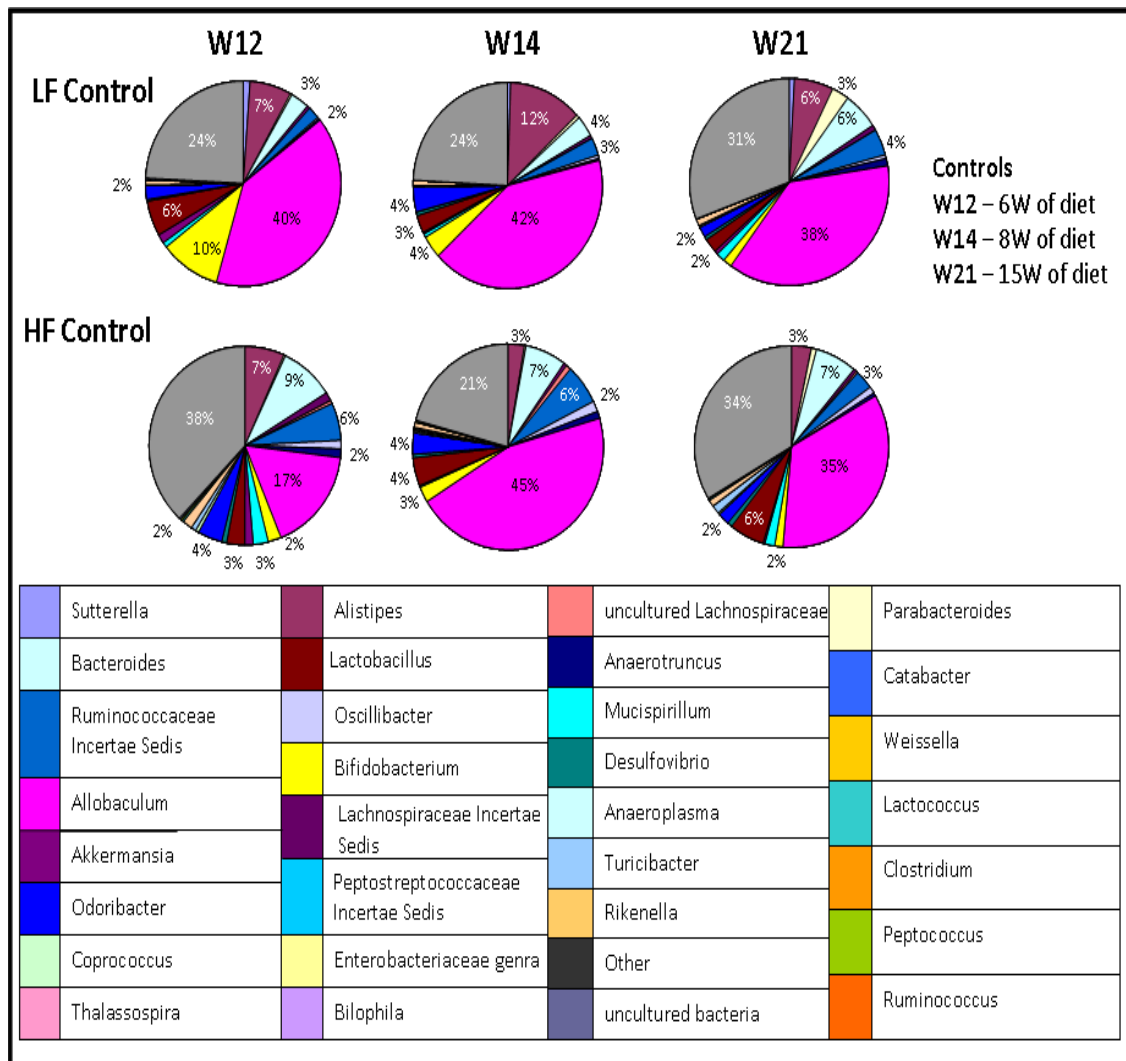 W12 W14 W21
LF Control
7%
3%
2%
40%
10%
6%
2%
24%
12%
4%
3%
42%
4%
3%
4%
24%
6%
3%
6%
4%
38%
2%
2%
31%
Controls
W12 – 6W of diet
W14 – 8W of diet
W21 – 15W of diet
HF Control
7%
9%
6%
2%
17%
2%
3%
3%
4%
2%
38%
3%
7%
6%
2%
45%
3%
4%
4%
21%
3%
7%
3%
35%
2%
6%
2%
34%
Sutterella
Bacteroides
Ruminococcaceae
Incertae Sedis
Allobaculum
Akkermansia
Odoribacter
Coprococcus
Thalassospira
Alistipes
Lactobacillus
Oscillibacter
Bifidobacterium
Lachnospiraceae Incertae
Sedis
Peptostreptococcaceae
Incertae Sedis
Enterobacteriaceae genra
Bilophila
uncultured Lachnospiraceae
Anaerotruncus
Mucispirillum
Desulfovibrio
Anaeroplasma
Turicibacter
Rikenella
Other
uncultured bacteria
Parabacteroides
Catabacter
Weissella
Lactococcus
Clostridium
Peptococcus
Ruminococcus